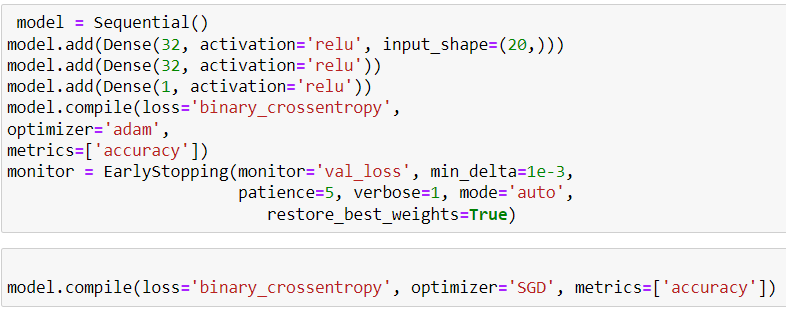 model = Sequential()
model.add(Dense(32, activation='relu', input_shape=(20,)))
model.add(Dense(32, activation='relu'))
model.add(Dense(1, activation='relu'))
model.compile(loss='binary_crossentropy',
optimizer='adam',
metrics=['accuracy'])
monitor = EarlyStopping(monitor='val_loss', min_delta=1e-3,
patience=5, verbose=1, mode='auto',
restore_best_weights=True)
model.compile(loss='binary_crossentropy', optimizer='SGD', metrics=['accuracy'])